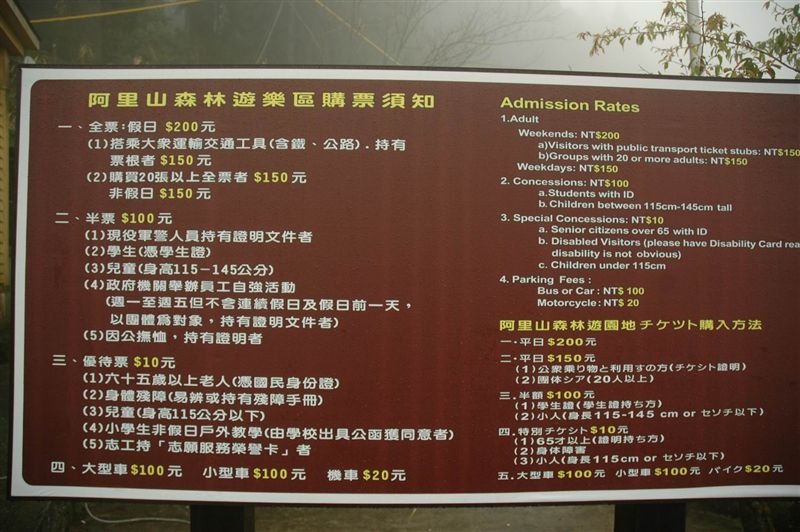 阿里山森林遊樂區購票須知
一、全票:假日 $200元
(1)搭乘大衆運輸交通工具(含鐵、公路).持有
票根者 $150元
(2)購買20張以上全票者 $150元
非假日 $150元
二、半票 $100元
(1)現役軍警人員持有證明文件者
(2)學生(憑學生證)
(3)兒童(身高115-145公分)
(4)政府機關舉辦員工自強活動
(週一至週五但不含連續假日及假日前一天,
以團體為對象,持有證明文件者)
(5)因公撫恤,持有證明者
三、優待票 $10元
(1)六十五歲以上老人(憑國民身份證)
(2)身體殘障(易辨或持有殘障手冊)
(3)兒童(身高115公分以下)
(4)小學生非假日戶外教學(由學校出具公函獲同意者)
(5)志工持「志願服務榮譽卡」者
四、大型車$100元 小型車$100元 機車$20元
Admission Rates
1.Adult
Weekends: NT$200
a)Visitors with public transport ticket stubs: NT$150
b)Groups with 20 or more adults: NT$150
Weekdays: NT$150
2. Concessions: NT$100
a.Students with ID
b.Children between 115cm-145cm tall
3. Special Concessions: NT$10
a. Senior citizens over 65 with ID
b. Disabled Visitors (please have Disability Card rea
disability is not obvious)
c. Children under 115cm
4. Parking Fees :
Bus or Car : NT$ 100
Motorcycle: NT$ 20
阿里山森林遊園地 チケツト購入方法
一.平日 $200元
二.平日 $150元
(1)公衆乗り物と利用すの方(チケシト證明)
(2)団体シア(20人以上)
三.半額 $100元
(1)学生證(学生證持ち方)
(2)小人(身長115-145 cm or セソチ以下)
四.特別チケシト $10元
(1)65才以上(證明持ち方)
(2)身体障害
(3)小人(身長115cm or セソチ以下)
五.大型車$100元 小型車$100元 バイク$20元